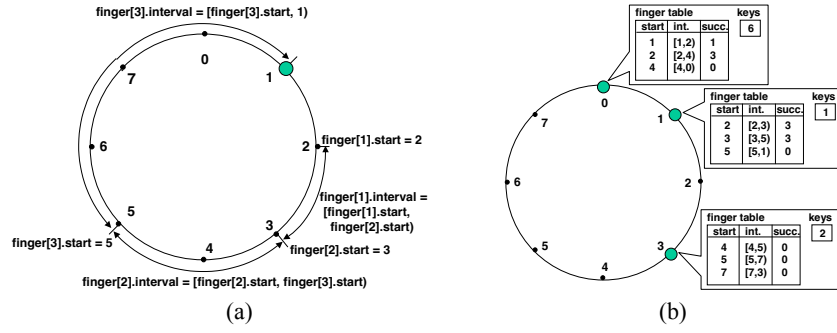 finger[3].interval = [finger[3].start, 1)
0
1
2
3
4
5
6
7
finger[1].start = 2
finger[1].interval =
[finger[1].start,
finger[2].start)
finger[2].start = 3
finger[3].start = 5
finger[2].interval = [finger[2].start, finger[3].start)
(a)
finger table
keys
start int. succ.
6
1 [1,2) 1
2 [2,4) 3
4 [4,0) 0
finger table
keys
start int. succ.
1
2 [2,3) 3
3 [3,5) 3
5 [5,1) 0
finger table
keys
start int. succ.
2
4 [4,5) 0
5 [5,7) 0
7 [7,3) 0
0
1
2
3
4
5
6
7
(b)